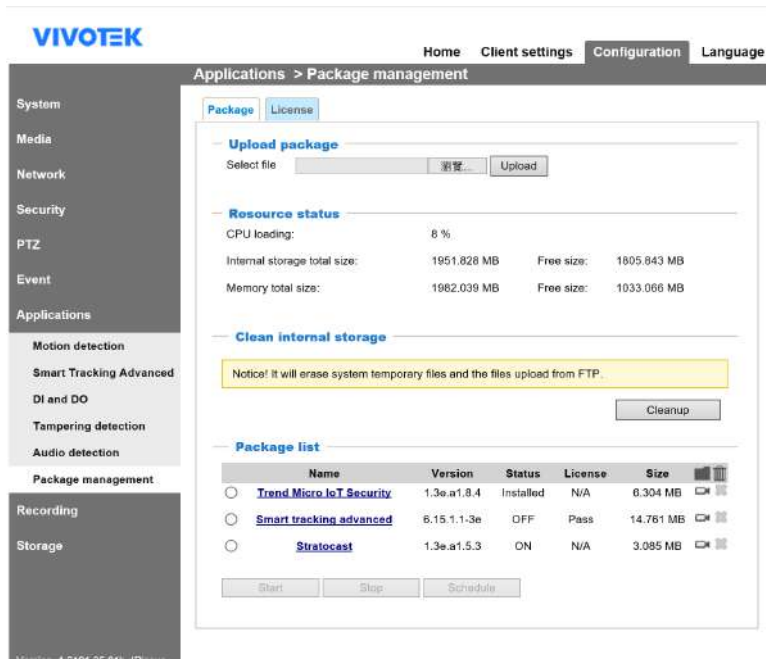 VIVOTEK
Home Client settings Configuration Language
Applications > Package management
System
Media
Network
Security
PTZ
Event
Applications
Motion detection
Smart Tracking Advanced
DI and DO
Tampering detection
Audio detection
Package management
Recording
Storage
Package License
Upload package
Select file 瀏覽... Upload
Resource status
CPU loading: 8 %
Internal storage total size: 1951.828 MB Free size: 1805.843 MB
Memory total size: 1982.039 MB Free size: 1033.066 MB
Clean internal storage
Notice! It will erase system temporary files and the files upload from FTP.
Cleanup
Package list
Name Version Status License Size
Trend Micro IoT Security 1.3e.a1.8.4 Installed N/A 6.304 MB
Smart tracking advanced 6.15.1.1-3e OFF Pass 14.761 MB
Stratocast 1.3e.a1.5.3 ON N/A 3.085 MB
Start Stop Schedule